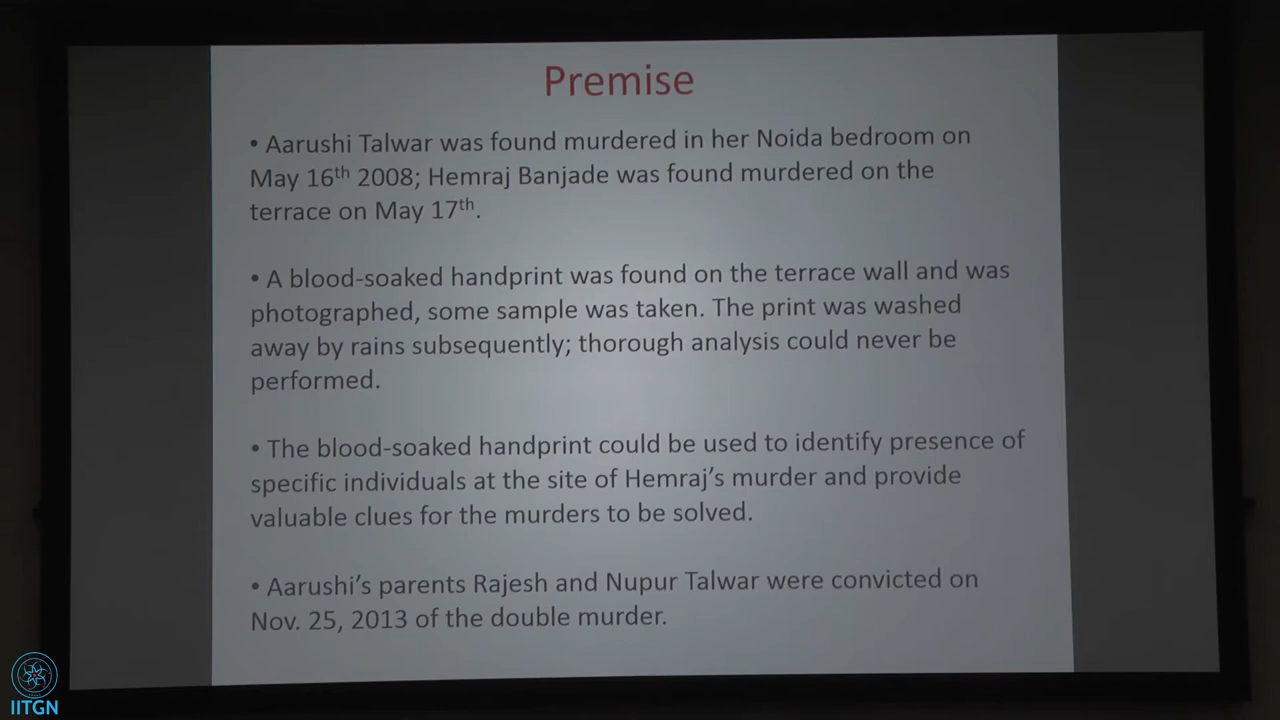 Premise
• Aarushi Talwar was found murdered in her Noida bedroom on
May 16th 2008; Hemraj Banjade was found murdered on the
terrace on May 17th.
• A blood-soaked handprint was found on the terrace wall and was
photographed, some sample was taken. The print was washed
away by rains subsequently; thorough analysis could never be
performed.
• The blood-soaked handprint could be used to identify presence of
specific individuals at the site of Hemraj’s murder and provide
valuable clues for the murders to be solved.
• Aarushi’s parents Rajesh and Nupur Talwar were convicted on
Nov. 25, 2013 of the double murder.
IITGN